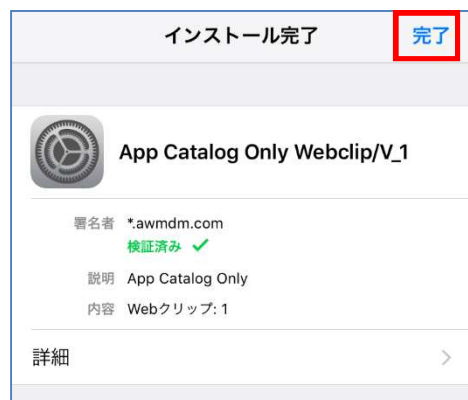 インストール完了
完了
App Catalog Only Webclip/V_1
署名者 *.awmdm.com
検証済み ✓
説明 App Catalog Only
内容 Webクリップ: 1
詳細